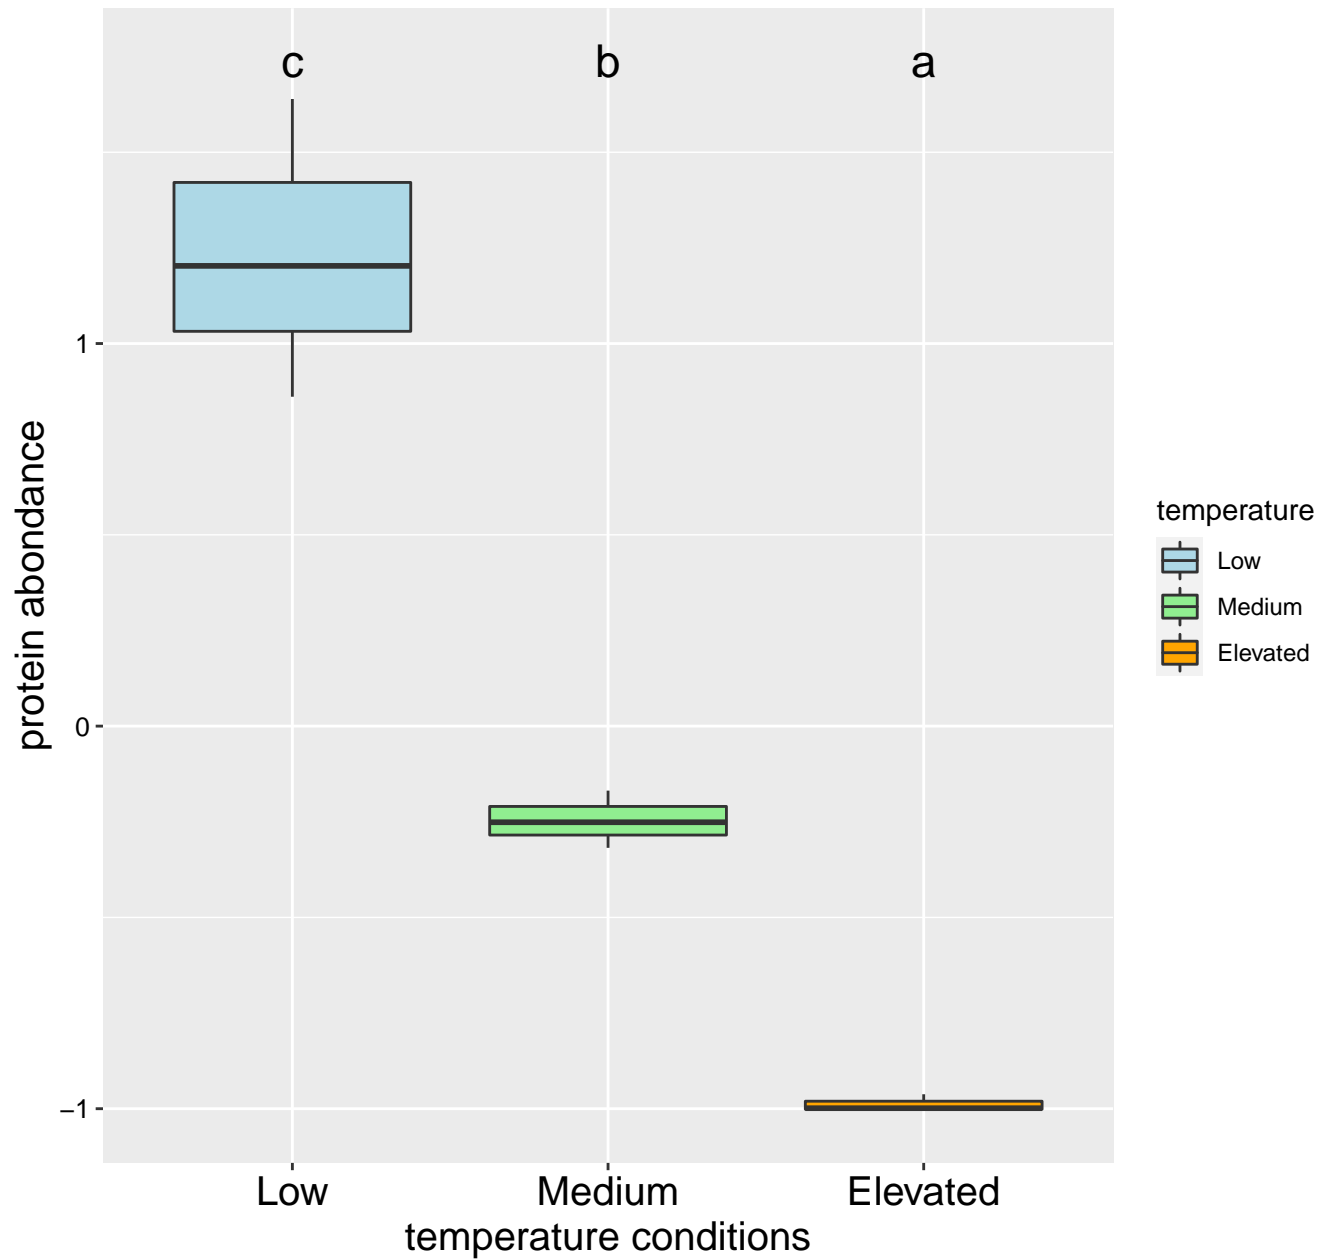 c b a
1
0
−1
protein abondance
Low Medium Elevated
temperature conditions
temperature
Low
Medium
Elevated